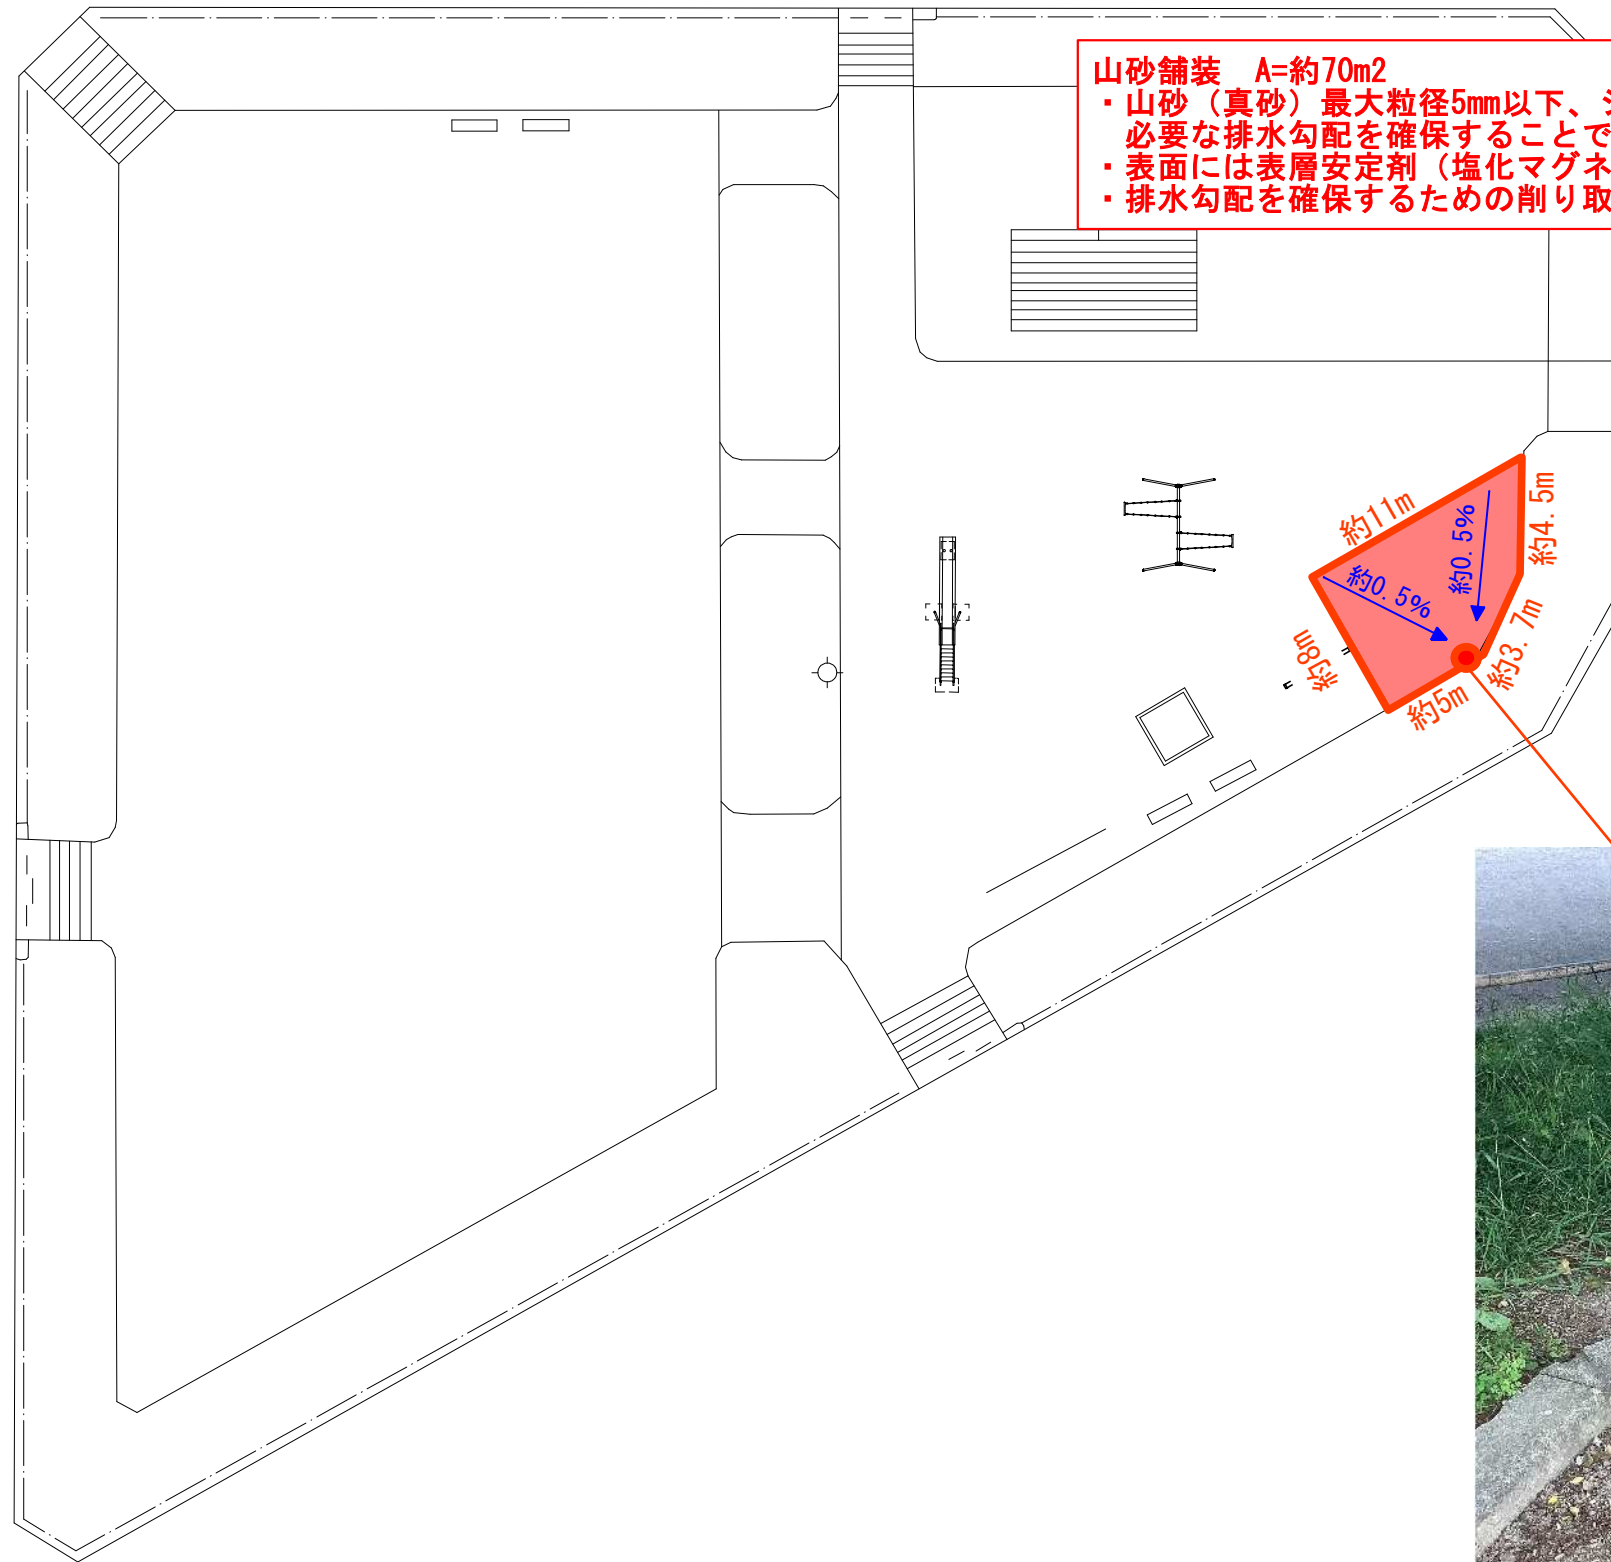 山砂舗装　A=約70m2
・山砂（真砂）最大粒径5mm以下、
必要な排水勾配を確保することで
・表面には表層安定剤（塩化マグネ
・排水勾配を確保するための削り取
約11m
約4.5m
約0.5%
約0.5%
約8m
約3.7m
約5m